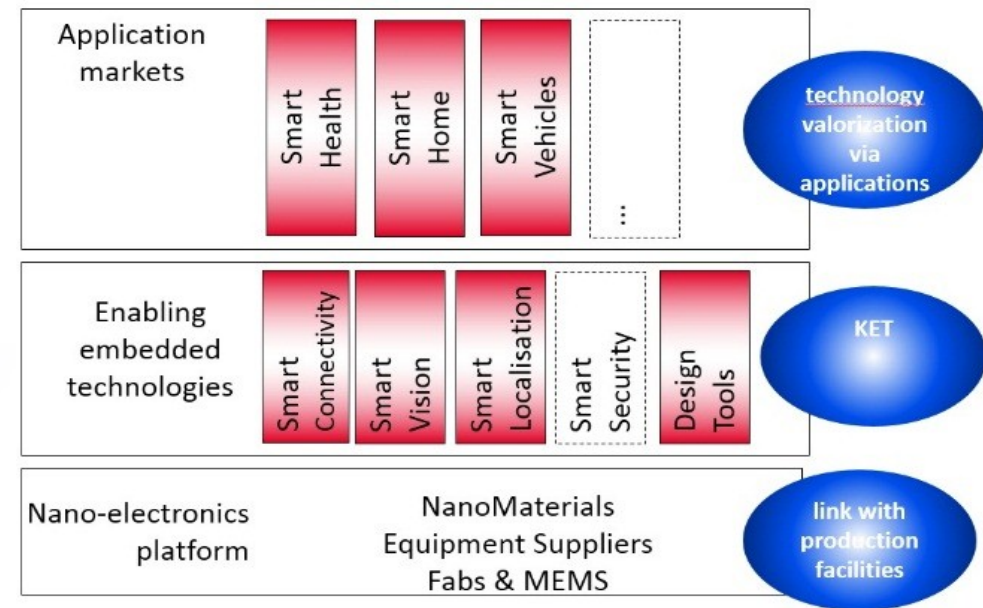 Application
markets
Smart
Health
Smart
Home
Smart
Vehicles
...
technology
valorization
via
applications
Enabling
embedded
technologies
Smart
Connectivity
Smart
Vision
Smart
Localisation
Smart
Security
Design
Tools
KET
Nano-electronics
platform
NanoMaterials
Equipment Suppliers
Fabs & MEMS
link with
production
facilities